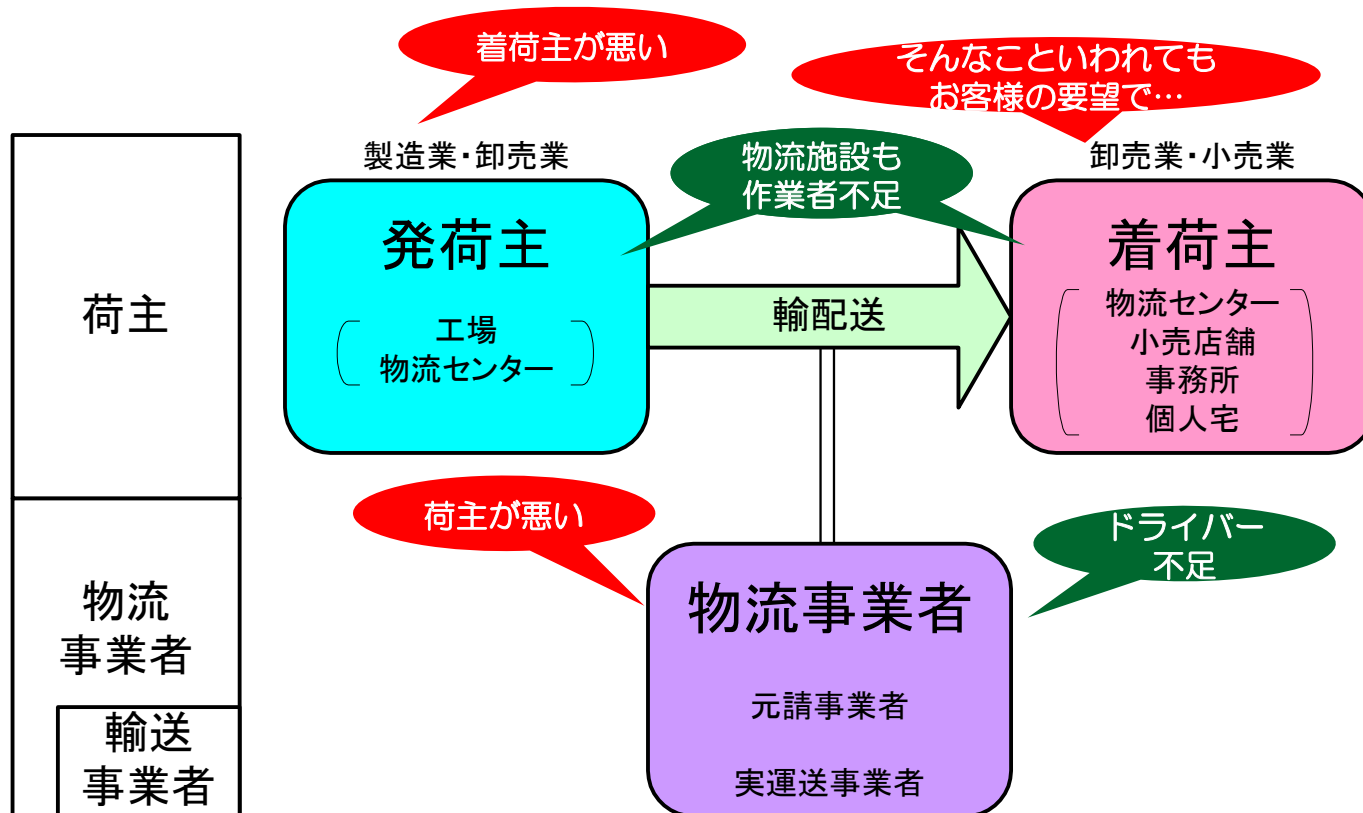 着荷主が悪い
そんなこといわれても
お客様の要望で…
製造業・卸売業
物流施設も
作業者不足
卸売業・小売業
荷主
発荷主
工場
物流センター
輸配送
着荷主
物流センター
小売店舗
事務所
個人宅
荷主が悪い
ドライバー
不足
物流
事業者
物流事業者
元請事業者
実運送事業者
輸送
事業者